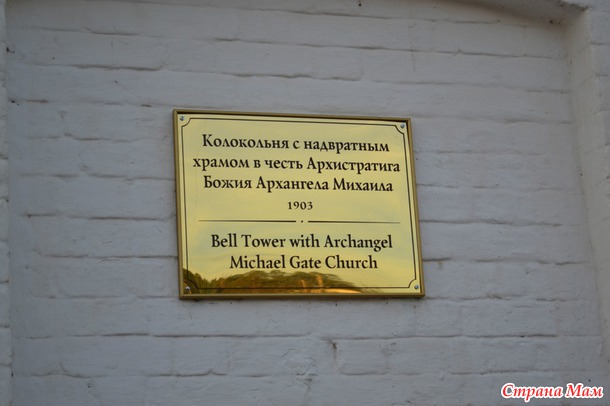 Колокольня с надвратным
храмом в честь Архистратига
Божия Архангела Михаила
1903
Bell Tower with Archangel
Michael Gate Church
Страна Мам